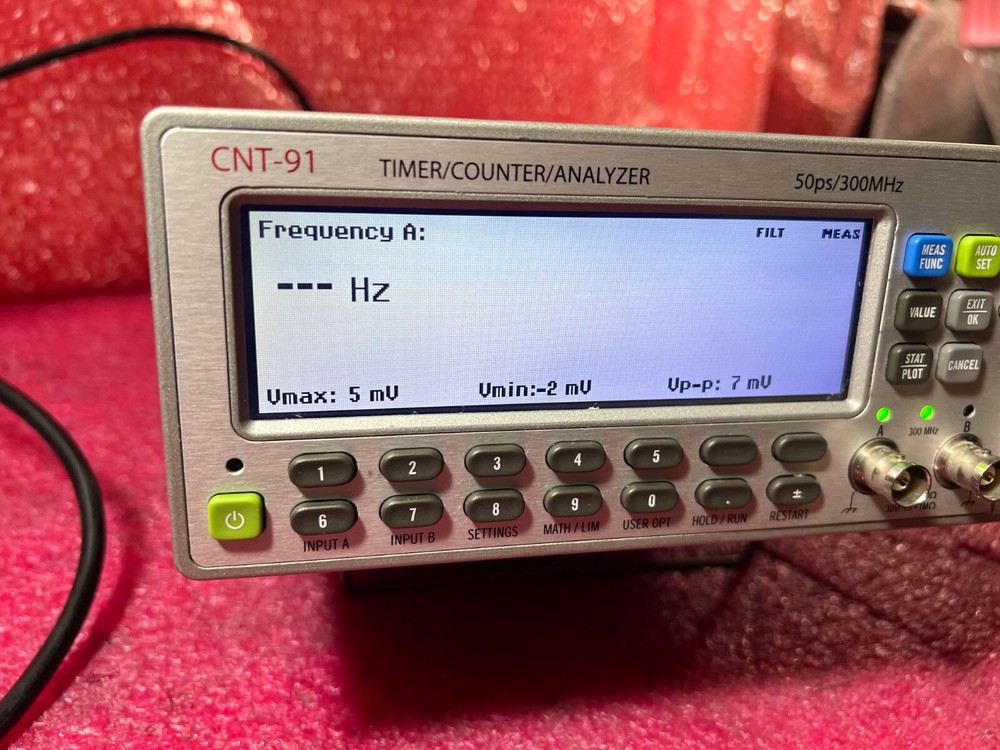 CNT-91
TIMER/COUNTER/ANALYZER
50ps/300MHz
Frequency A:
FILT
MEAS
--- Hz
Vmax: 5 mV
Vmin:-2 mV
Vp-p: 7 mV
MEAS
FUNC
AUTO
SET
VALUE
EXIT
OK
STAT
PLOT
CANCEL
A
300 MHz
B
1
2
3
4
5
6
7
8
9
0
.
±
INPUT A
INPUT B
SETTINGS
MATH / LIM
USER OPT
HOLD / RUN
RESTART